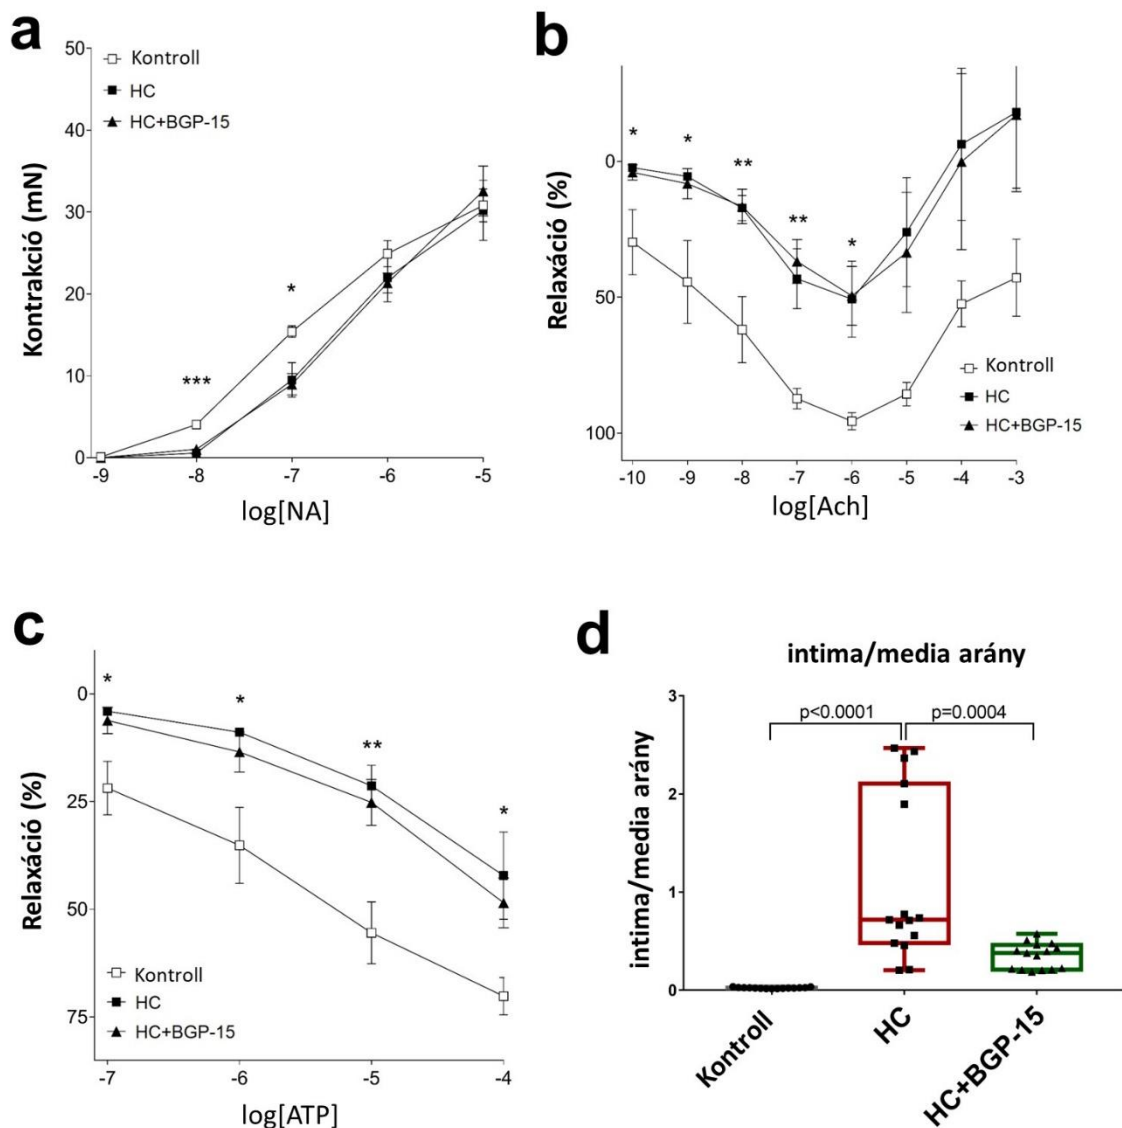 a
50
40
30
20
10
0
Kontrakció (mN)
Kontroll
HC
HC+BGP-15
***
*
-9
-8
-7
-6
-5
log[NA]
b
0
50
100
Relaxáció (%)
*
*
**
**
*
Kontroll
HC
HC+BGP-15
-10
-9
-8
-7
-6
-5
-4
-3
log[Ach]
c
0
25
50
75
Relaxáció (%)
*
*
**
*
Kontroll
HC
HC+BGP-15
-7
-6
-5
-4
log[ATP]
d
intima/media arány
3
2
1
0
intima/media arány
p<0.0001
p=0.0004
Kontroll
HC
HC+BGP-15